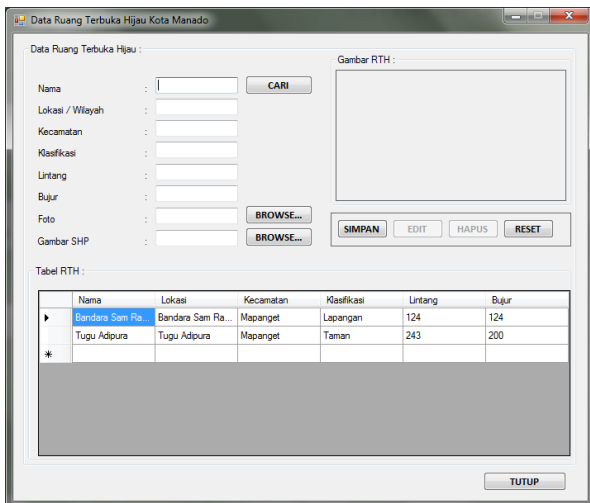 Data Ruang Terbuka Hijau Kota Manado
Data Ruang Terbuka Hijau :
Gambar RTH :
Nama : CARI
Lokasi / Wilayah :
Kecamatan :
Klasifikasi :
Lintang :
Bujur :
Foto : BROWSE...
Gambar SHP : BROWSE...
SIMPAN EDIT HAPUS RESET
Tabel RTH :
Nama Lokasi Kecamatan Klasifikasi Lintang Bujur
Bandara Sam Ra... Bandara Sam Ra... Mapanget Lapangan 124 124
Tugu Adipura Tugu Adipura Mapanget Taman 243 200
TUTUP